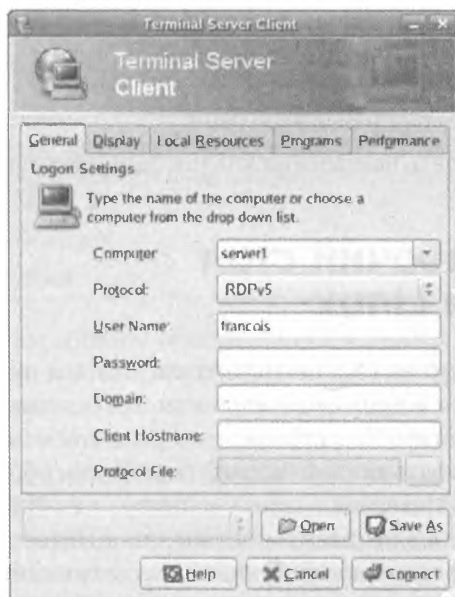 Terminal Server Client
Terminal Server
Client
General Display Local Resources Programs Performance
Logon Settings
Type the name of the computer or choose a
computer from the drop down list.
Computer server1
Protocol: RDPv5
User Name: francois
Password:
Domain:
Client Hostname:
Protocol File:
Open Save As
Help Cancel Connect